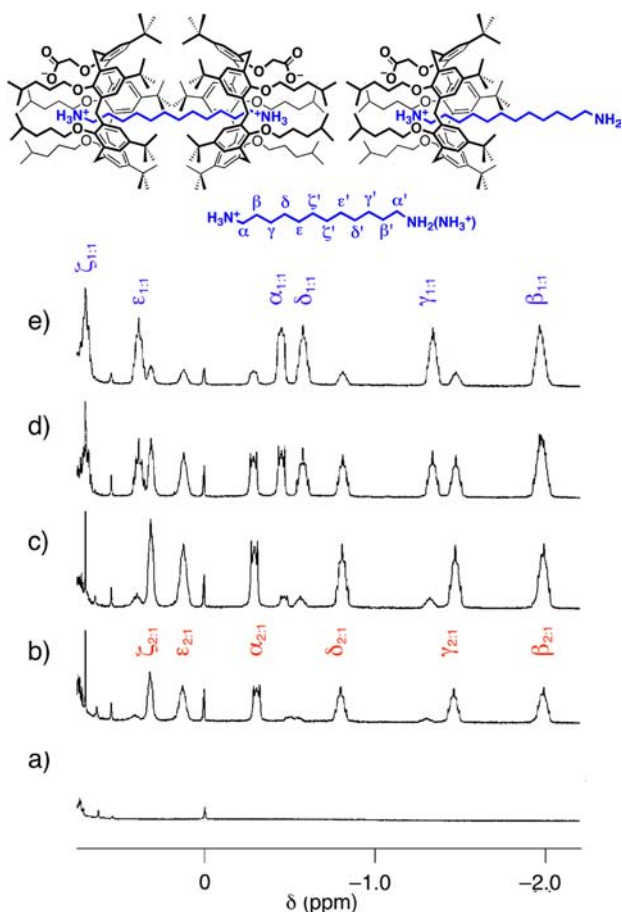 O O
O⁻ O⁻ O⁻
H₃N⁺ ⁺NH₃ H₃N⁺ NH₂
β δ ζ' ε' γ' α'
H₃N⁺ NH₂(NH₃⁺)
α γ ε ζ' δ' β'
ζ1:1 ε1:1 α1:1 δ1:1 γ1:1 β1:1
e)
d)
c)
b) ζ2:1 ε2:1 α2:1 δ2:1 γ2:1 β2:1
a)
0 −1.0 −2.0
δ (ppm)